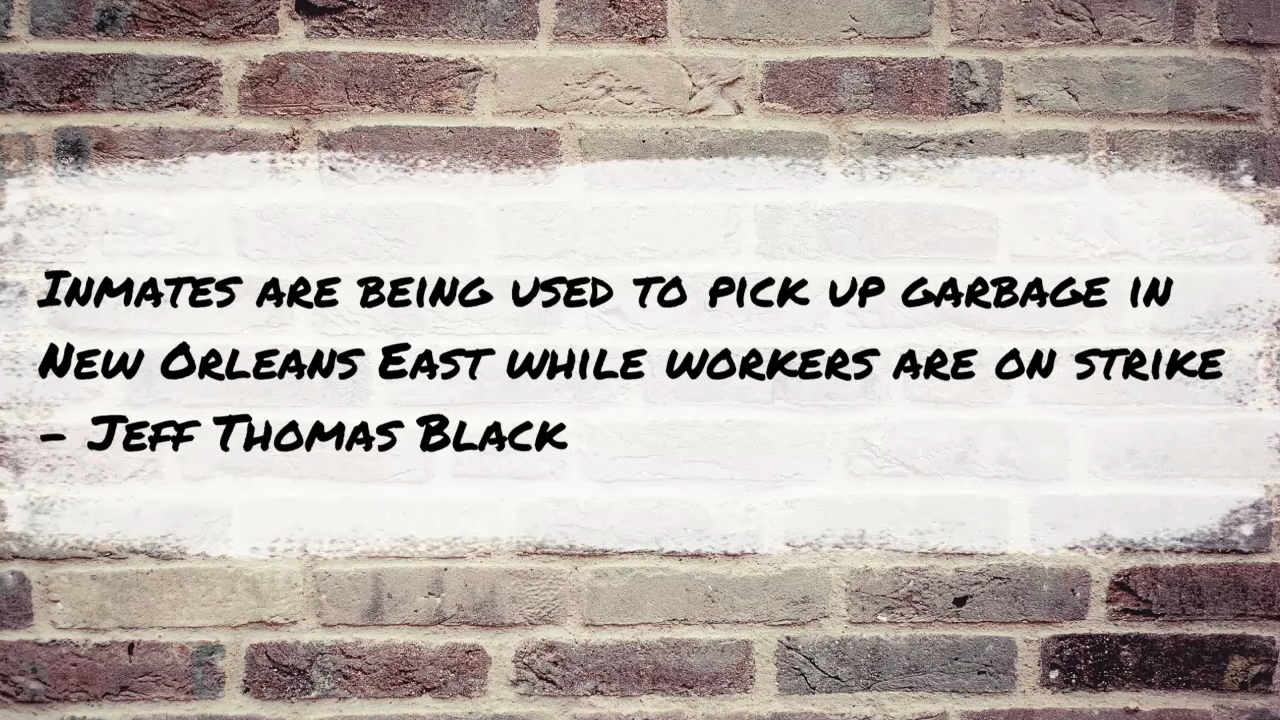 Inmates are being used to pick up garbage in
New Orleans East while workers are on strike
- Jeff Thomas Black